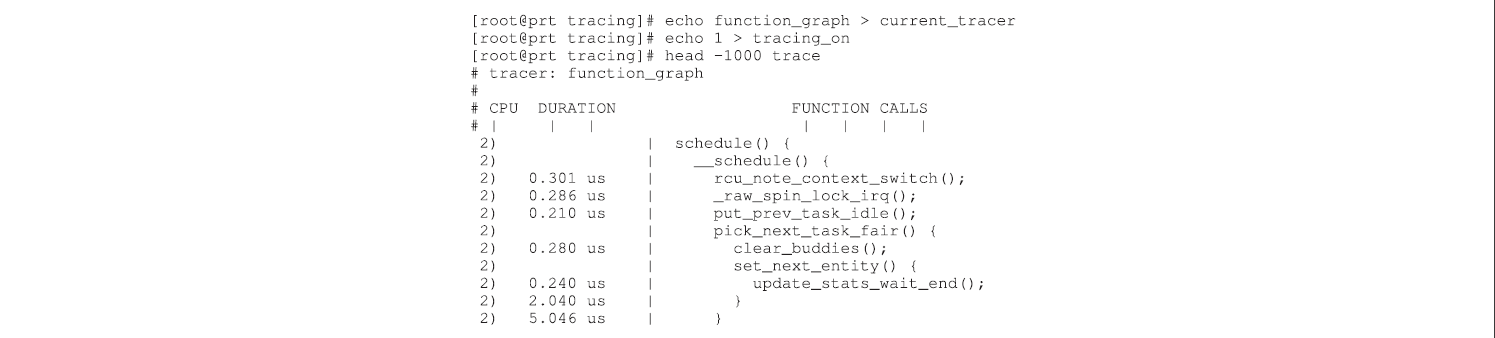 [root@prt tracing]# echo function_graph > current_tracer
[root@prt tracing]# echo 1 > tracing_on
[root@prt tracing]# head -1000 trace
# tracer: function_graph
#
# CPU  DURATION                  FUNCTION CALLS
# |     |   |                     |   |   |   |
 2)               |  schedule() {
 2)               |    __schedule() {
 2)   0.301 us    |      rcu_note_context_switch();
 2)   0.286 us    |      _raw_spin_lock_irq();
 2)   0.210 us    |      put_prev_task_idle();
 2)               |      pick_next_task_fair() {
 2)   0.280 us    |        clear_buddies();
 2)               |        set_next_entity() {
 2)   0.240 us    |          update_stats_wait_end();
 2)   2.040 us    |        }
 2)   5.046 us    |      }